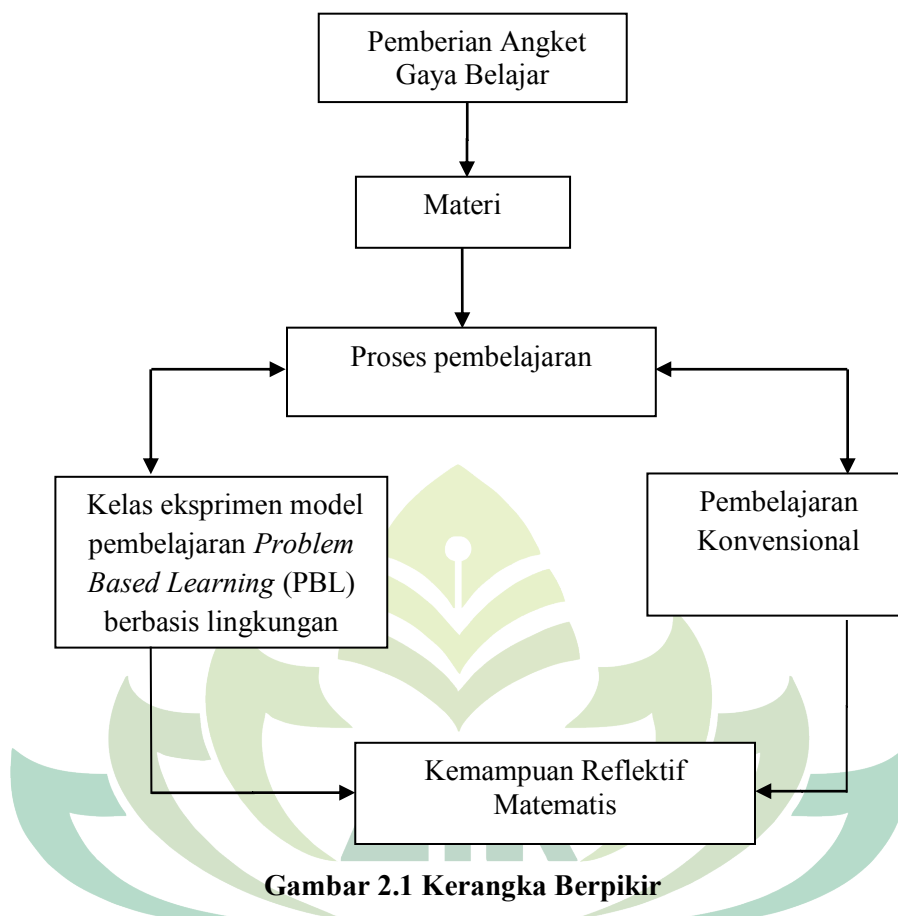 Pemberian Angket
Gaya Belajar
Materi
Proses pembelajaran
Kelas eksprimen model
pembelajaran Problem
Based Learning (PBL)
berbasis lingkungan
Pembelajaran
Konvensional
Kemampuan Reflektif
Matematis
Gambar 2.1 Kerangka Berpikir